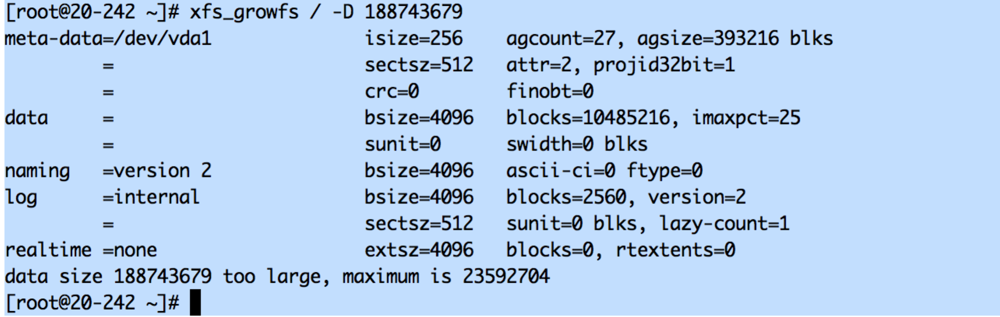 [root@20-242 ~]# xfs_growfs / -D 188743679
meta-data=/dev/vda1              isize=256    agcount=27, agsize=393216 blks
         =                       sectsz=512   attr=2, projid32bit=1
         =                       crc=0        finobt=0
data     =                       bsize=4096   blocks=10485216, imaxpct=25
         =                       sunit=0      swidth=0 blks
naming   =version 2              bsize=4096   ascii-ci=0 ftype=0
log      =internal               bsize=4096   blocks=2560, version=2
         =                       sectsz=512   sunit=0 blks, lazy-count=1
realtime =none                   extsz=4096   blocks=0, rtextents=0
data size 188743679 too large, maximum is 23592704
[root@20-242 ~]#